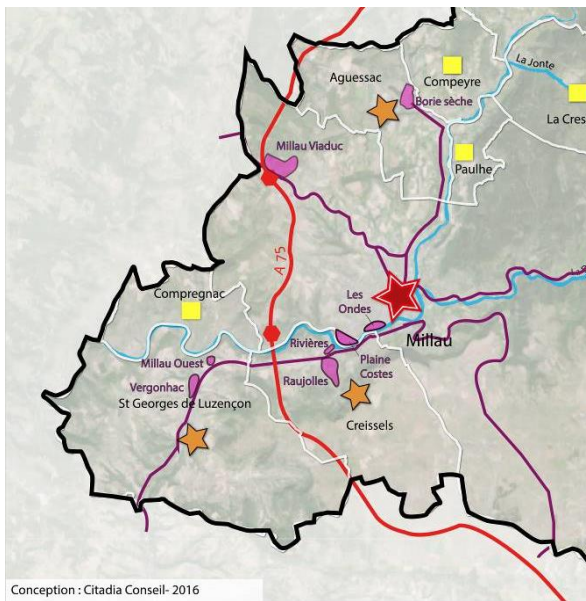 Aguessac
Compeyre
La Jonte
Borie sèche
La Cres
Millau Viaduc
Paulhe
A 75
Compregnac
Les
Ondes
Millau
Rivières
Millau Ouest
Plaine
Costes
Vergonhac
Raujolles
St Georges de Luzençon
Creissels
Conception : Citadia Conseil- 2016